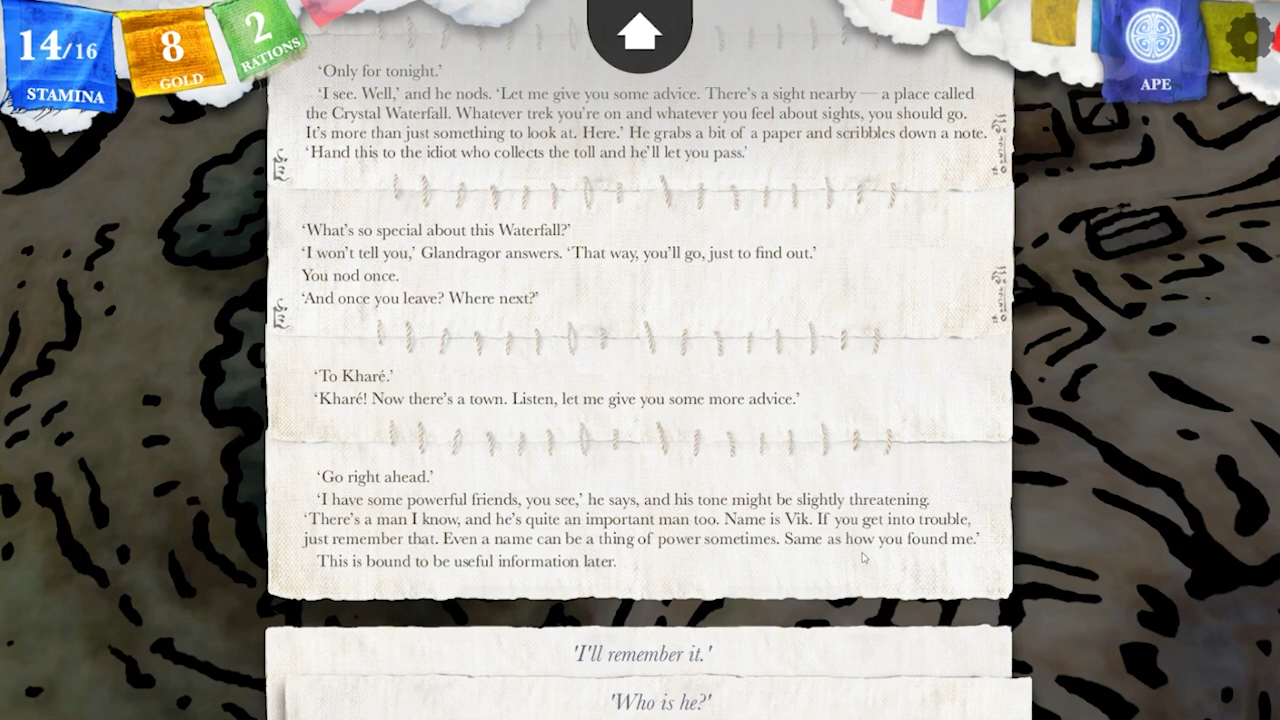 14/16
STAMINA
8
GOLD
2
RATIONS
APE
‘Only for tonight.’
‘I see. Well,’ and he nods. ‘Let me give you some advice. There’s a sight nearby — a place called
the Crystal Waterfall. Whatever trek you’re on and whatever you feel about sights, you should go.
It’s more than just something to look at. Here.’ He grabs a bit of a paper and scribbles down a note.
‘Hand this to the idiot who collects the toll and he’ll let you pass.’
‘What’s so special about this Waterfall?’
‘I won’t tell you,’ Glandragor answers. ‘That way, you’ll go, just to find out.’
You nod once.
‘And once you leave? Where next?’
‘To Kharé.’
‘Kharé! Now there’s a town. Listen, let me give you some more advice.’
‘Go right ahead.’
‘I have some powerful friends, you see,’ he says, and his tone might be slightly threatening.
‘There’s a man I know, and he’s quite an important man too. Name is Vik. If you get into trouble,
just remember that. Even a name can be a thing of power sometimes. Same as how you found me.’
This is bound to be useful information later.
'I'll remember it.'
'Who is he?'